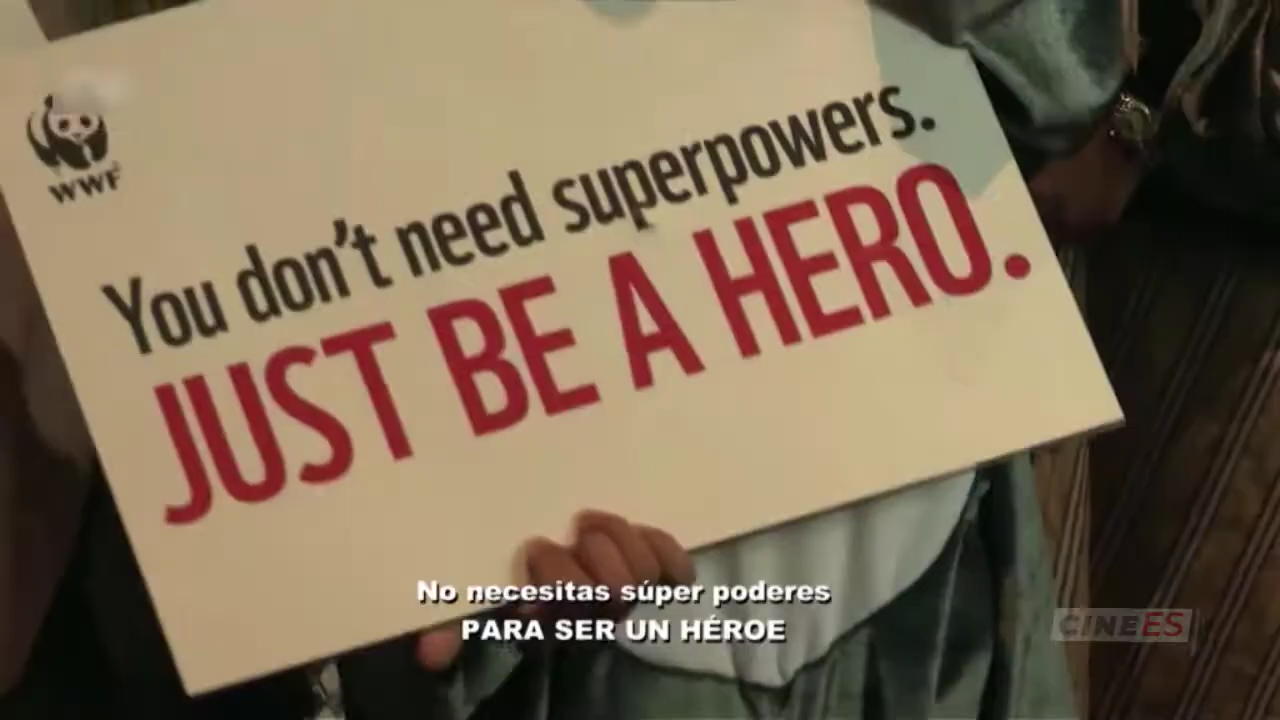 WWF
You don't need superpowers.
JUST BE A HERO.
No necesitas súper poderes
PARA SER UN HÉROE
CINEES